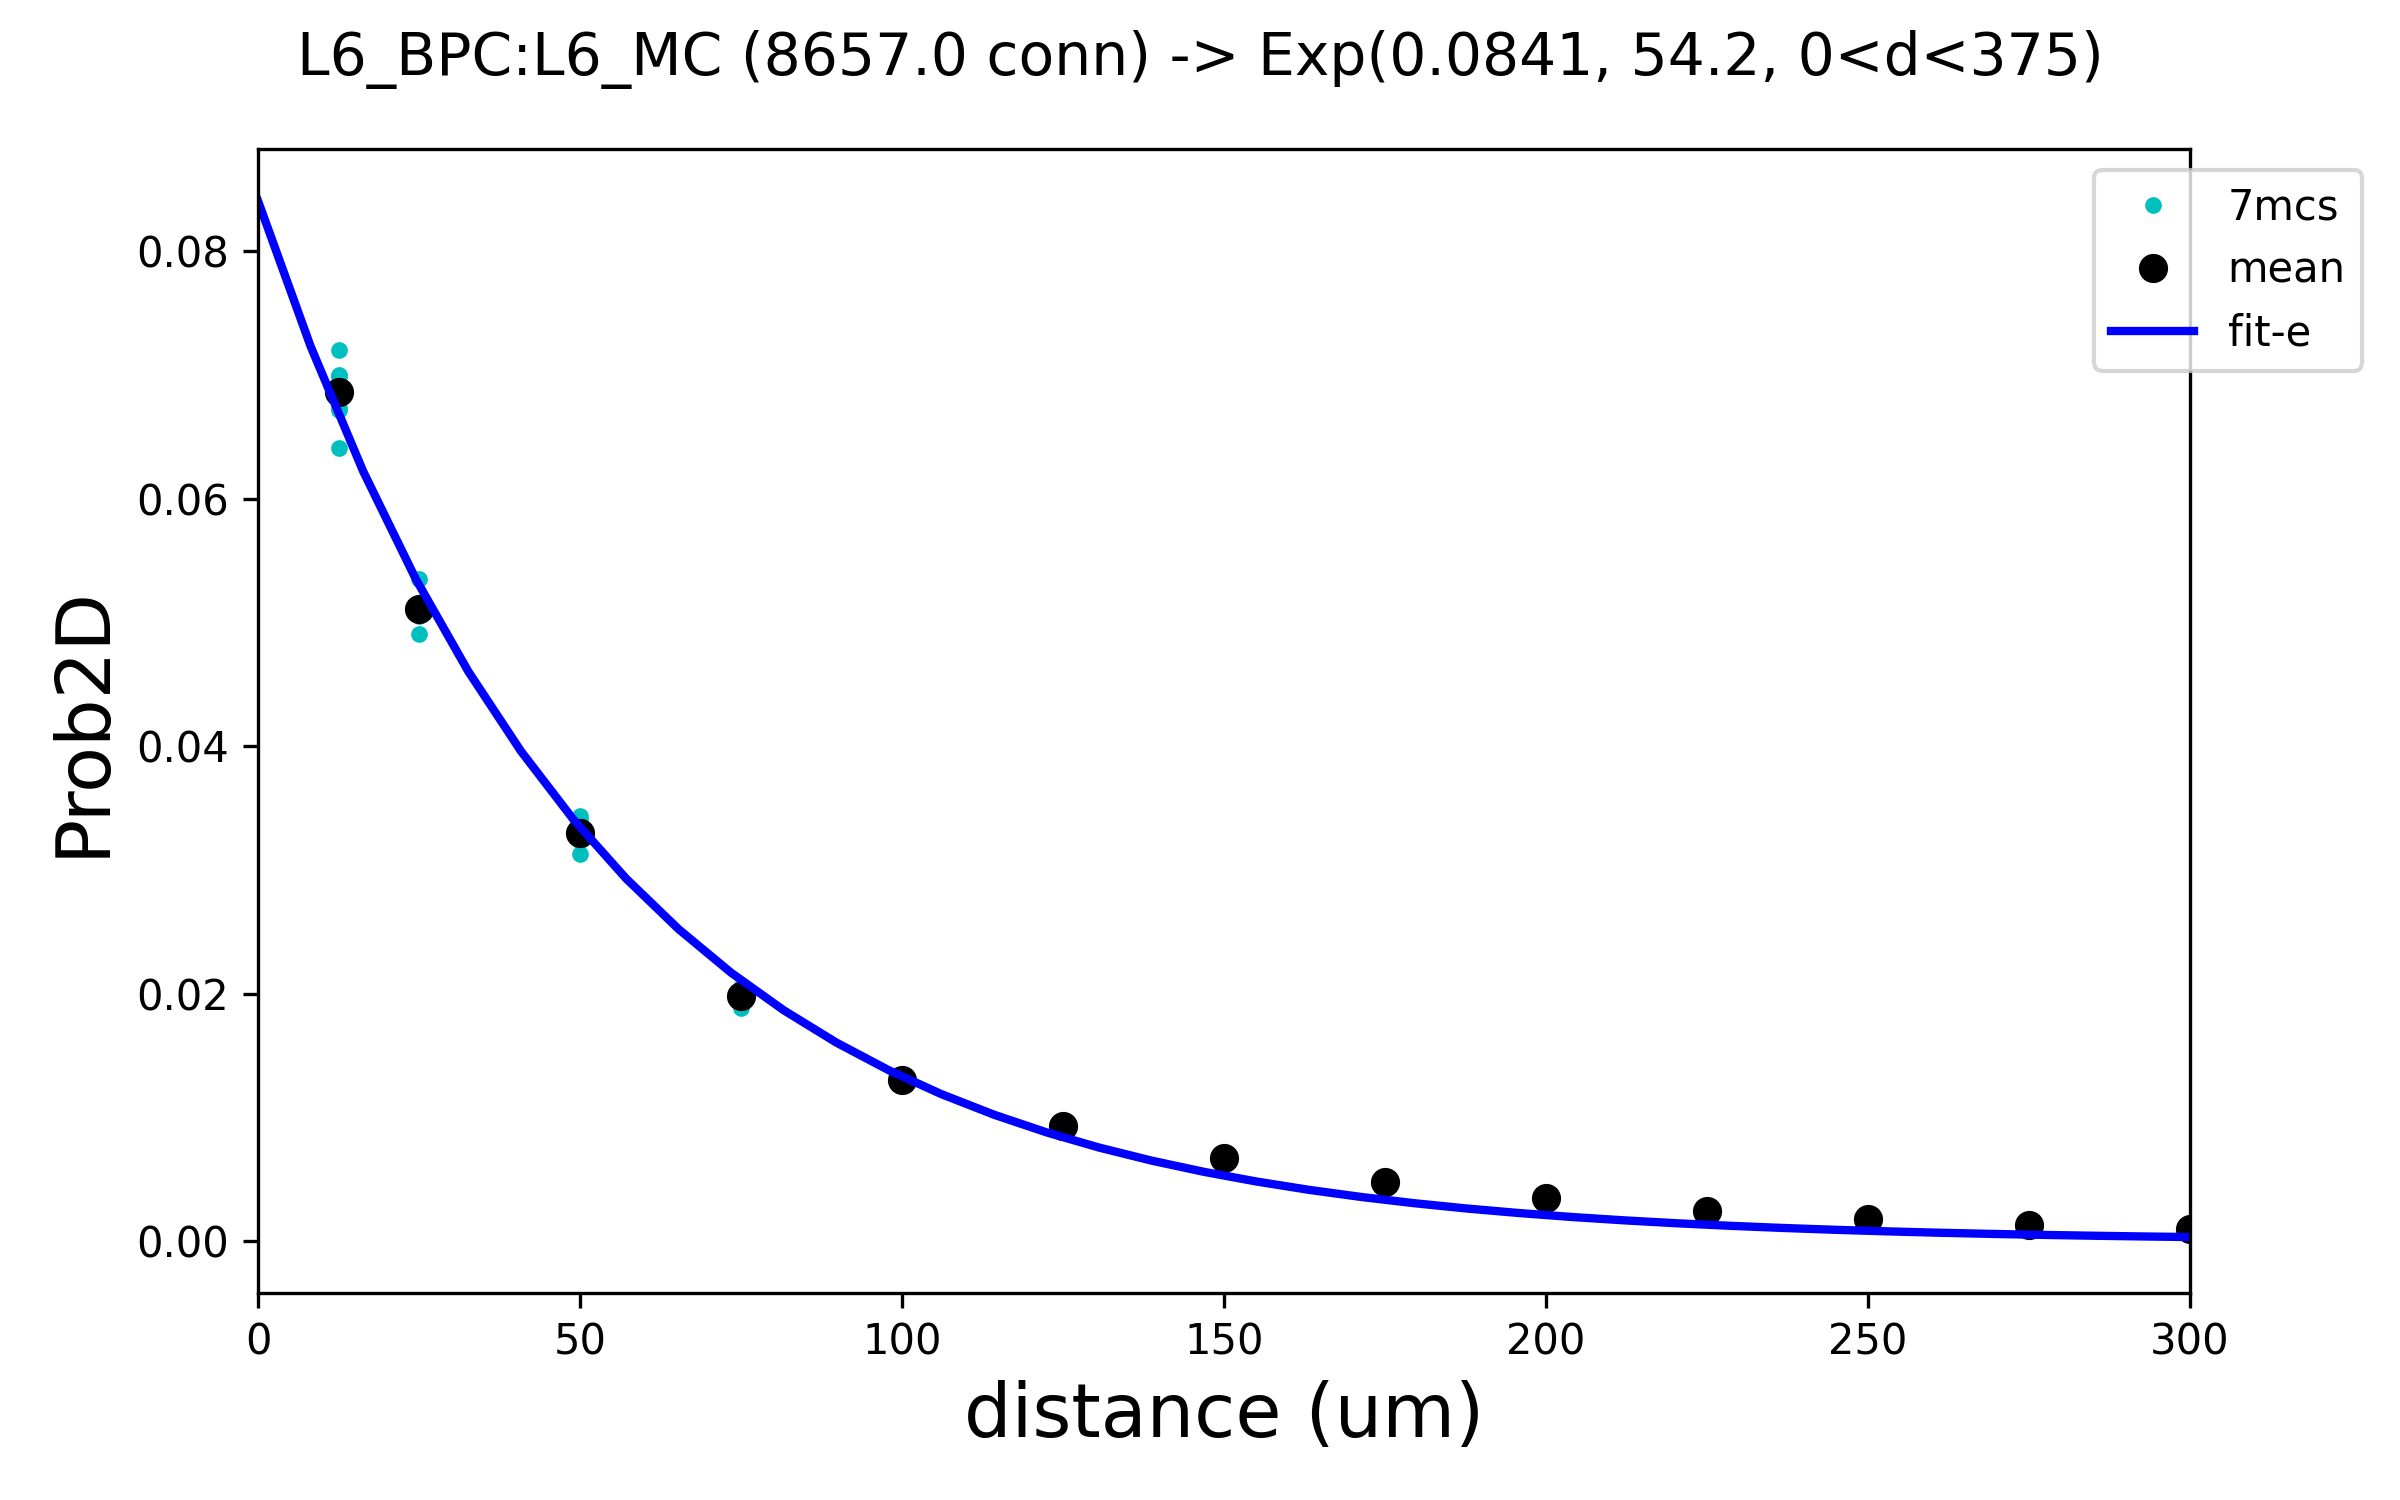 L6_BPC:L6_MC (8657.0 conn) -> Exp(0.0841, 54.2, 0<d<375)
7mcs
mean
fit-e
Prob2D
0.08
0.06
0.04
0.02
0.00
0 50 100 150 200 250 300
distance (um)